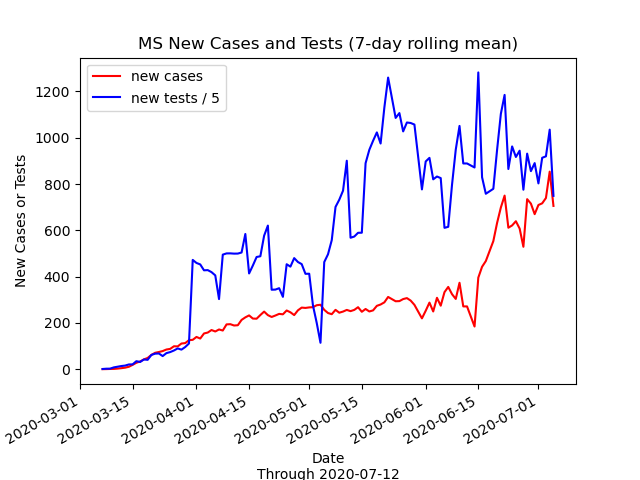 MS New Cases and Tests (7-day rolling mean)
new cases
new tests / 5
1200
1000
800
600
400
200
0
New Cases or Tests
2020-03-01
2020-03-15
2020-04-01
2020-04-15
2020-05-01
2020-05-15
2020-06-01
2020-06-15
2020-07-01
Date
Through 2020-07-12